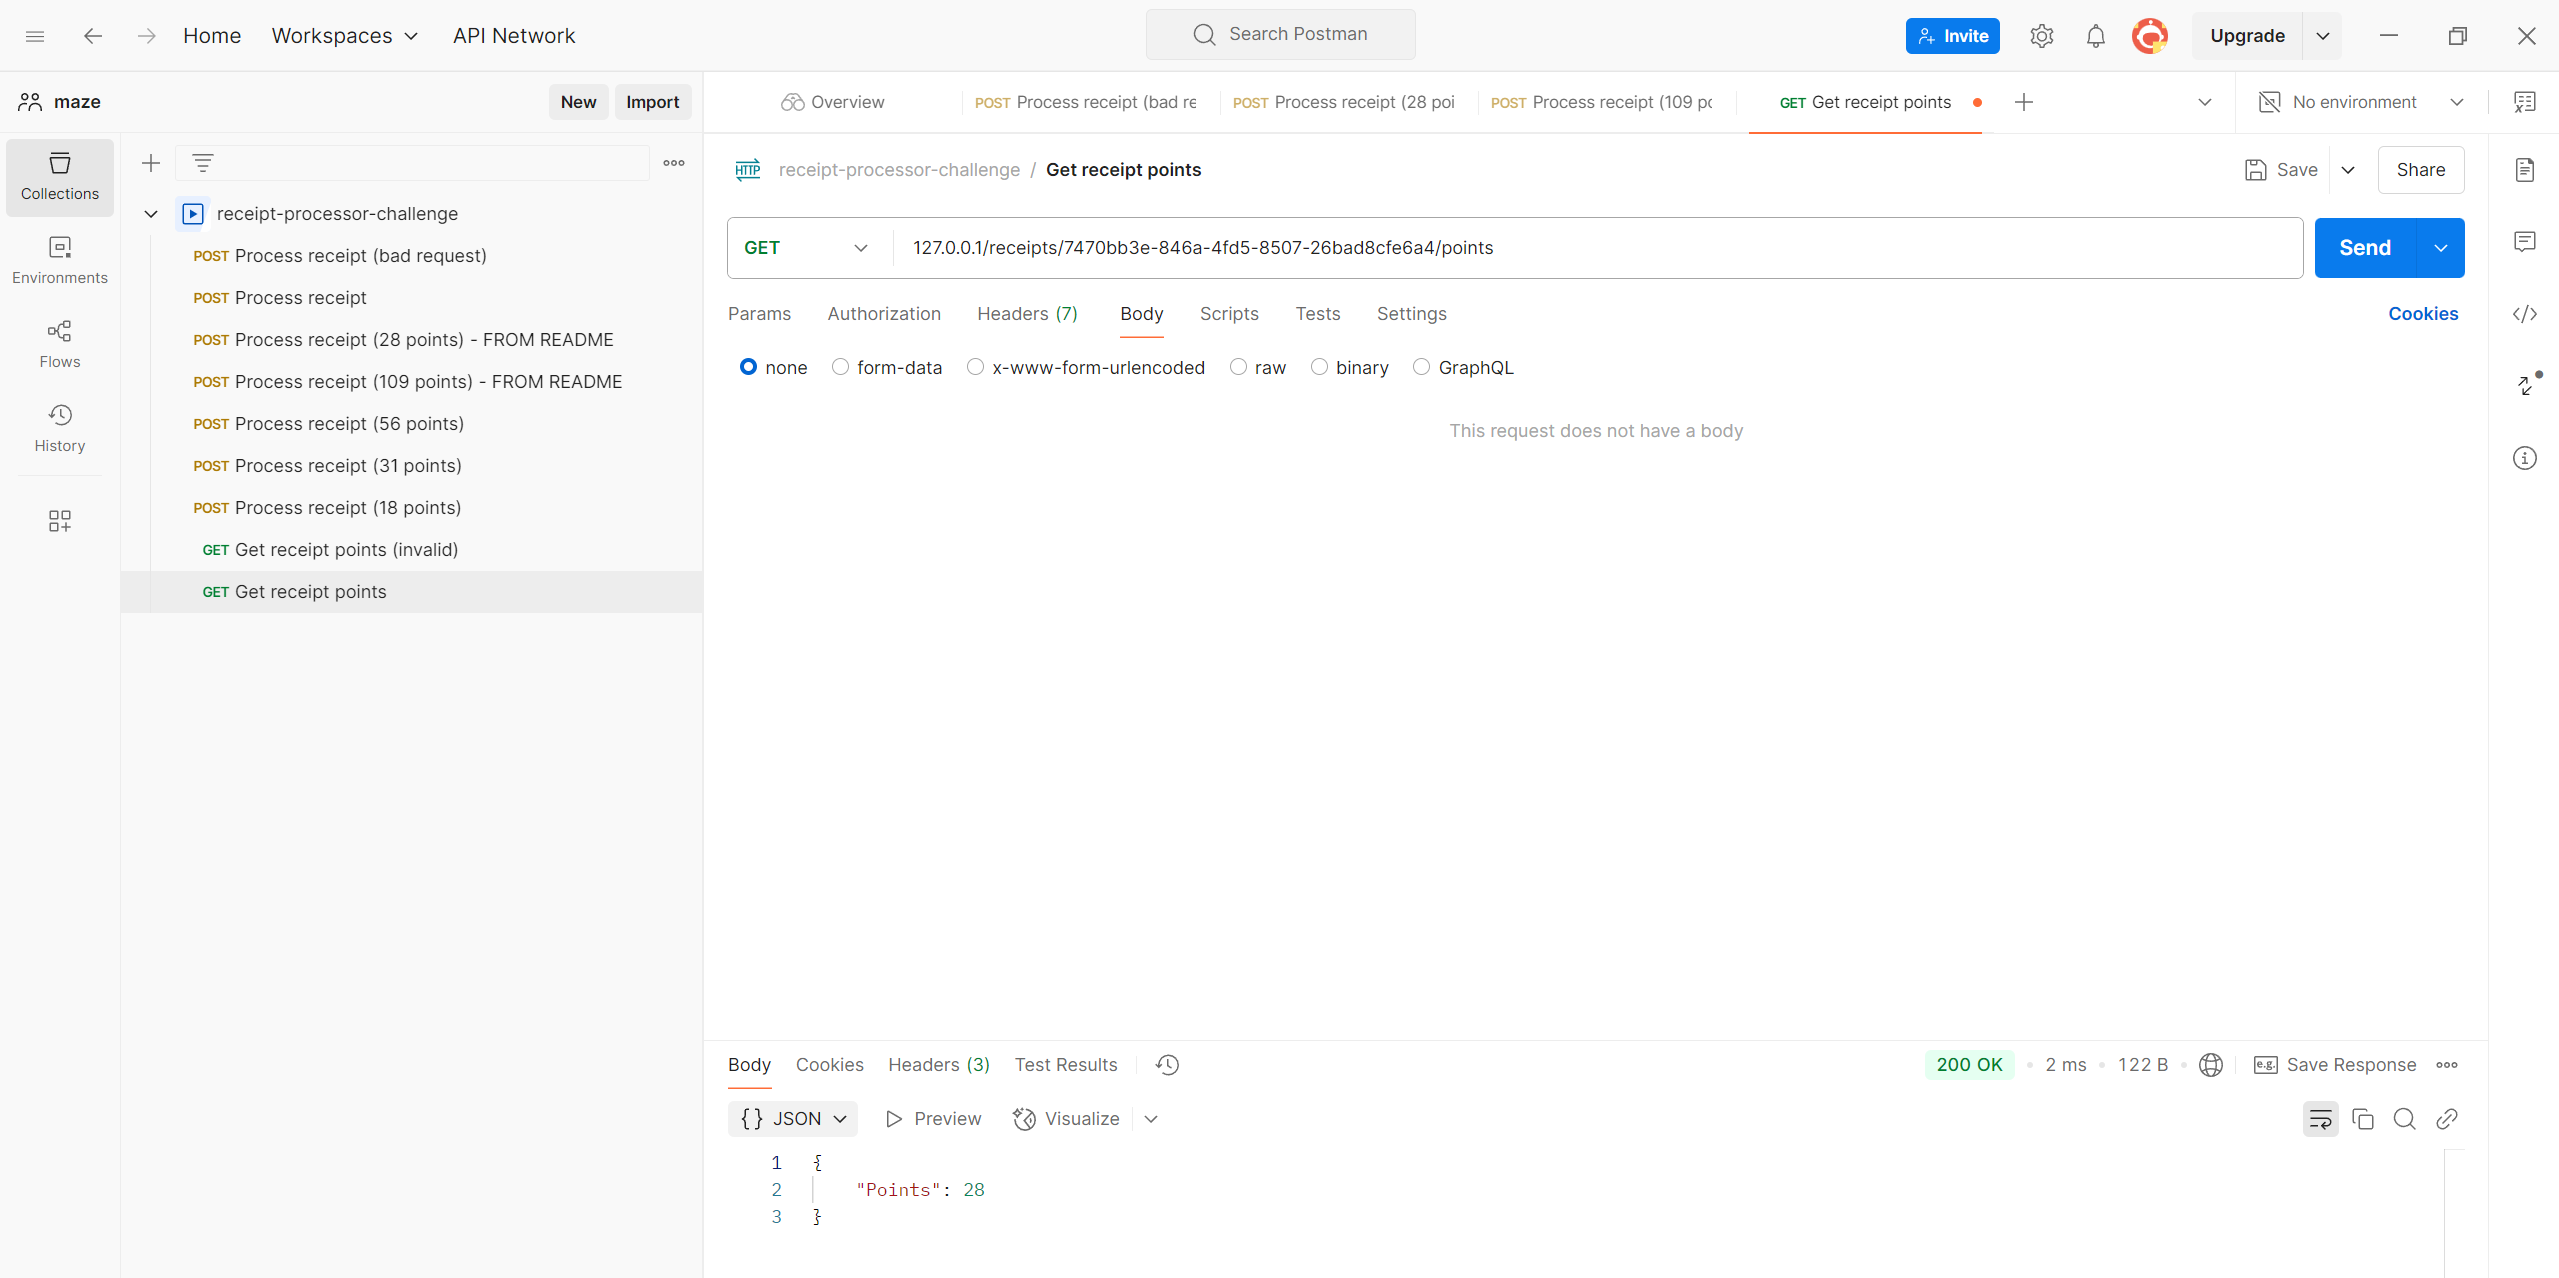 Home Workspaces API Network Search Postman Invite Upgrade
maze New Import Overview POST Process receipt (bad re POST Process receipt (28 poi POST Process receipt (109 po GET Get receipt points No environment
Collections
Environments
Flows
History
receipt-processor-challenge
POST Process receipt (bad request)
POST Process receipt
POST Process receipt (28 points) - FROM README
POST Process receipt (109 points) - FROM README
POST Process receipt (56 points)
POST Process receipt (31 points)
POST Process receipt (18 points)
GET Get receipt points (invalid)
GET Get receipt points
HTTP receipt-processor-challenge / Get receipt points Save Share
GET 127.0.0.1/receipts/7470bb3e-846a-4fd5-8507-26bad8cfe6a4/points Send
Params Authorization Headers (7) Body Scripts Tests Settings Cookies
none form-data x-www-form-urlencoded raw binary GraphQL
This request does not have a body
Body Cookies Headers (3) Test Results 200 OK 2 ms 122 B e.g. Save Response
{} JSON Preview Visualize
1 {
2 "Points": 28
3 }